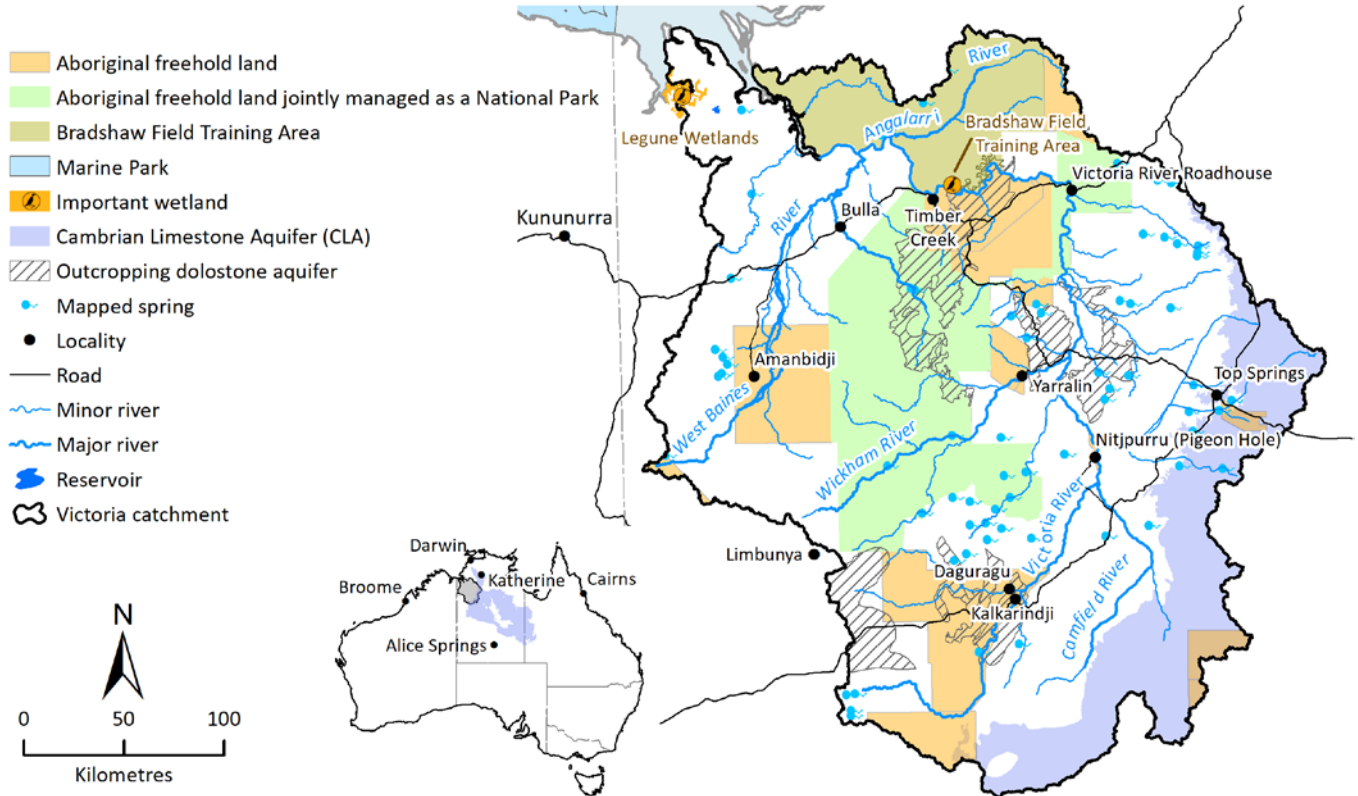 Aboriginal freehold land
Aboriginal freehold land jointly managed as a National Park
Bradshaw Field Training Area
Marine Park
Important wetland
Cambrian Limestone Aquifer (CLA)
Outcropping dolostone aquifer
Mapped spring
Locality
Road
Minor river
Major river
Reservoir
Victoria catchment
N
0 50 100
Kilometres
Darwin
Katherine
Broome
Cairns
Alice Springs
River
Angalarri
Legune Wetlands
Bradshaw Field
Training Area
Victoria River Roadhouse
Kununurra
River
Bulla
Timber
Creek
Amanbidji
West Baines
Yarralin
Top Springs
Wickham River
Nitjpurru (Pigeon Hole)
Victoria River
Limbunya
Daguragu
Kalkarindji
Camfield River